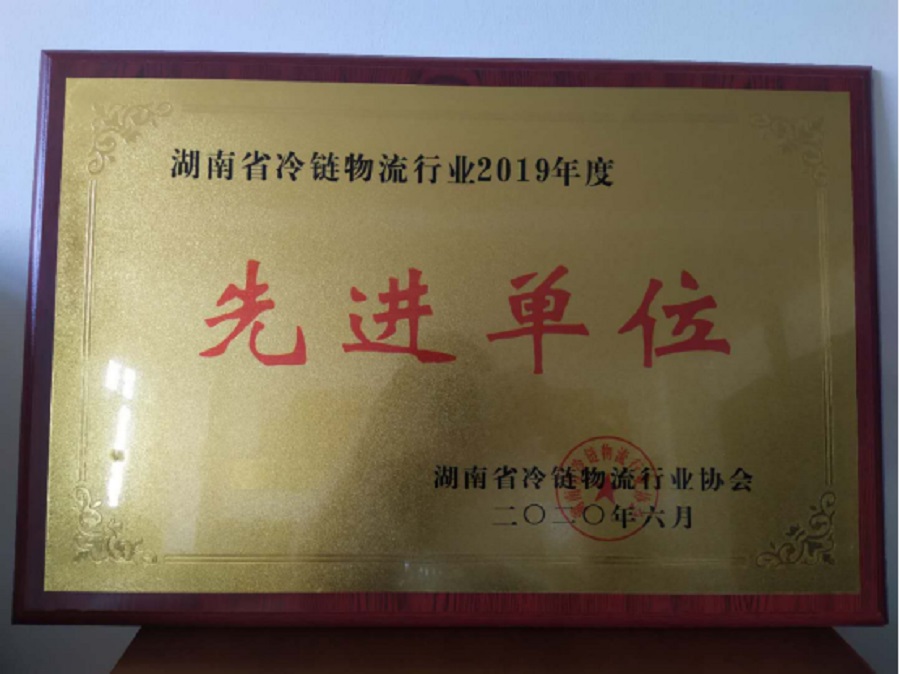 湖南省冷链物流行业2019年度
先进单位
湖南省冷链物流行业协会
二〇二〇年六月